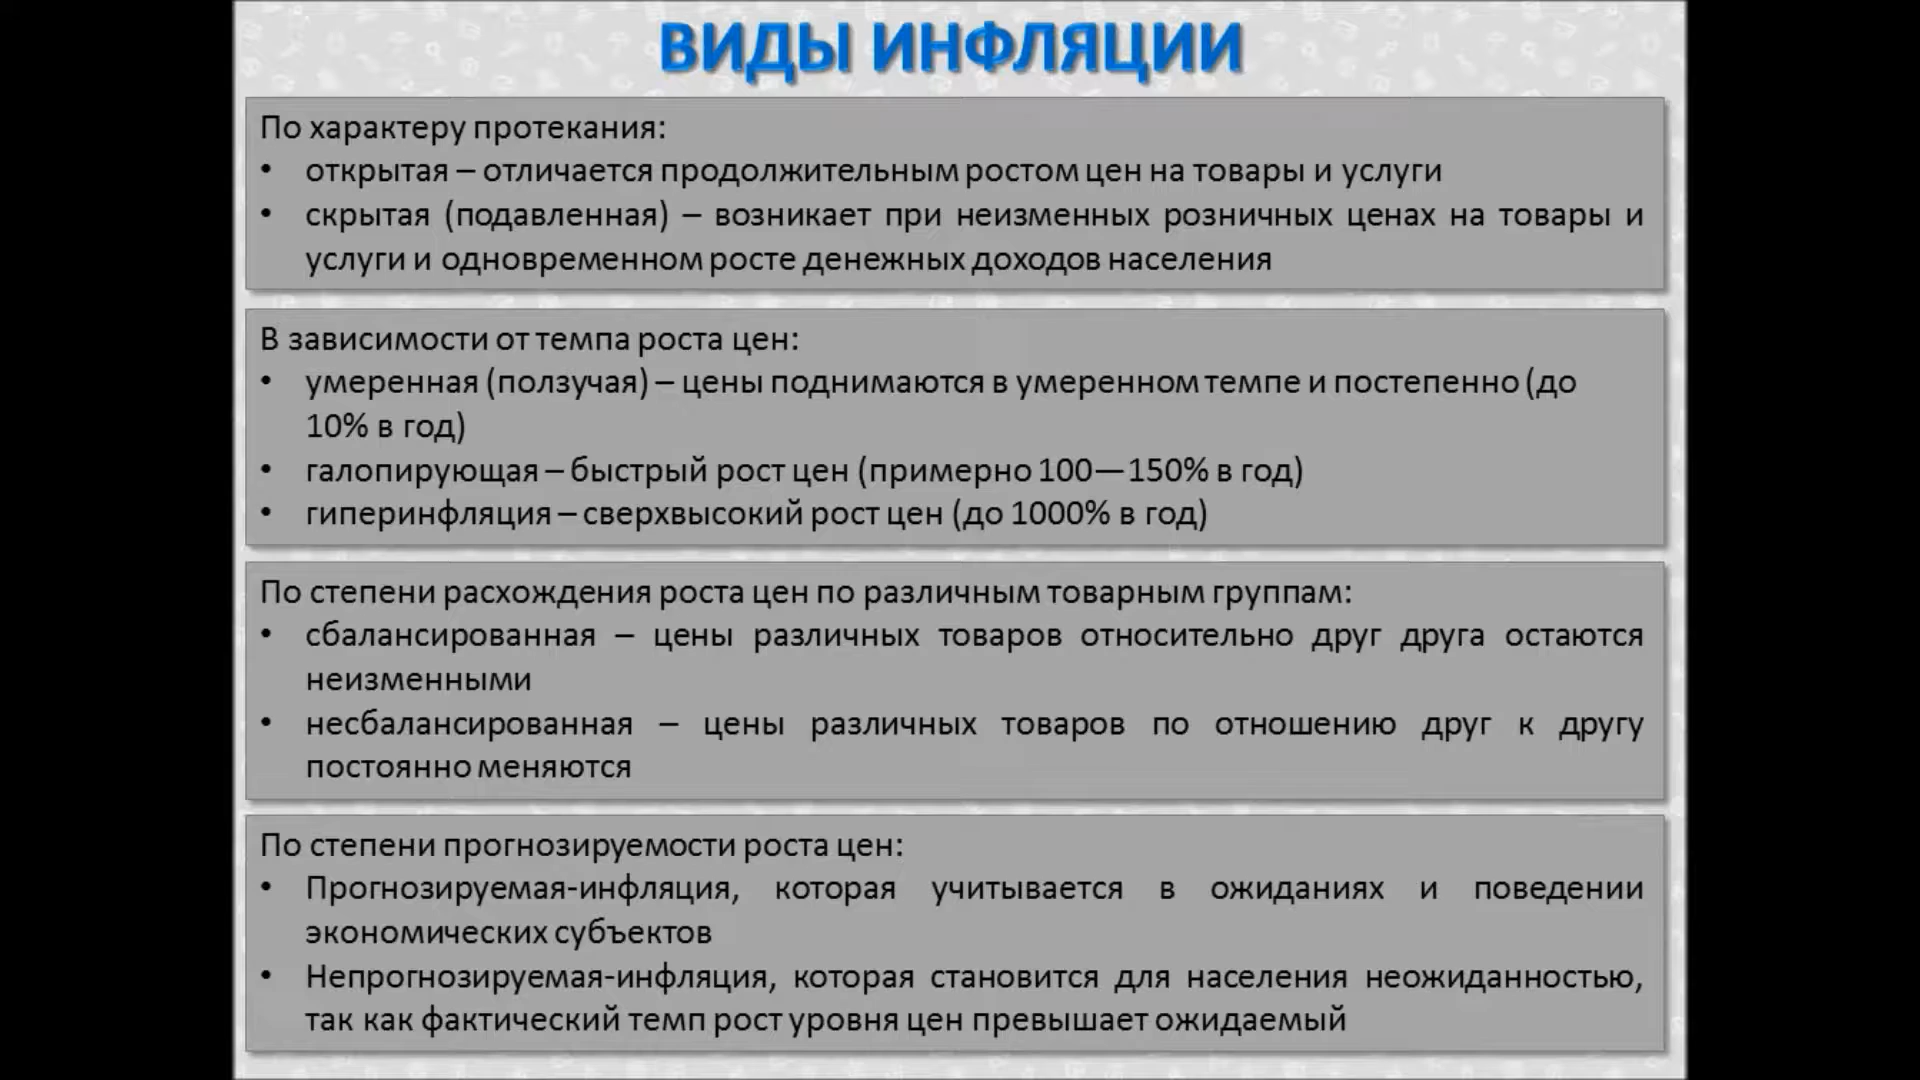 ВИДЫ ИНФЛЯЦИИ
По характеру протекания:
• открытая – отличается продолжительным ростом цен на товары и услуги
• скрытая (подавленная) – возникает при неизменных розничных ценах на товары и
услуги и одновременном росте денежных доходов населения
В зависимости от темпа роста цен:
• умеренная (ползучая) – цены поднимаются в умеренном темпе и постепенно (до
10% в год)
• галопирующая – быстрый рост цен (примерно 100—150% в год)
• гиперинфляция – сверхвысокий рост цен (до 1000% в год)
По степени расхождения роста цен по различным товарным группам:
• сбалансированная – цены различных товаров относительно друг друга остаются
неизменными
• несбалансированная – цены различных товаров по отношению друг к другу
постоянно меняются
По степени прогнозируемости роста цен:
• Прогнозируемая-инфляция, которая учитывается в ожиданиях и поведении
экономических субъектов
• Непрогнозируемая-инфляция, которая становится для населения неожиданностью,
так как фактический темп рост уровня цен превышает ожидаемый